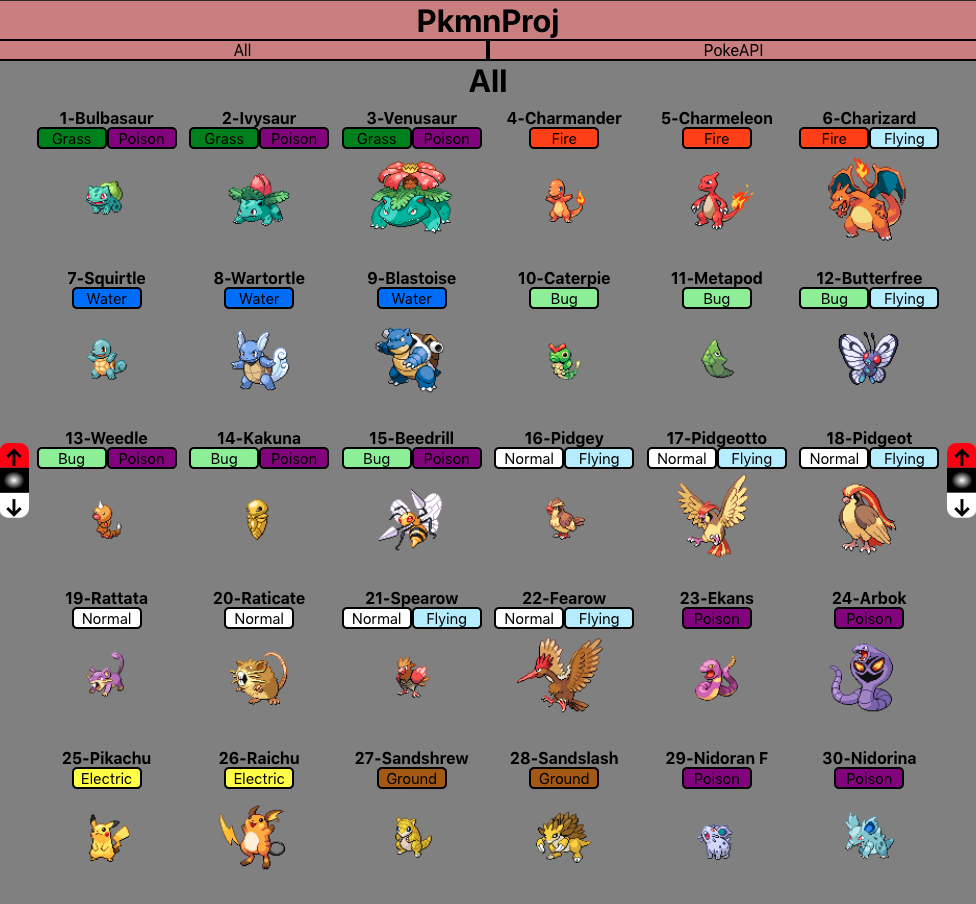 PkmnProj
All PokeAPI
All
1-Bulbasaur 2-Ivysaur 3-Venusaur 4-Charmander 5-Charmeleon 6-Charizard
Grass Poison Grass Poison Grass Poison Fire Fire Fire Flying
7-Squirtle 8-Wartortle 9-Blastoise 10-Caterpie 11-Metapod 12-Butterfree
Water Water Water Bug Bug Bug Flying
13-Weedle 14-Kakuna 15-Beedrill 16-Pidgey 17-Pidgeotto 18-Pidgeot
Bug Poison Bug Poison Bug Poison Normal Flying Normal Flying Normal Flying
19-Rattata 20-Raticate 21-Spearow 22-Fearow 23-Ekans 24-Arbok
Normal Normal Normal Flying Normal Flying Poison Poison
25-Pikachu 26-Raichu 27-Sandshrew 28-Sandslash 29-Nidoran F 30-Nidorina
Electric Electric Ground Ground Poison Poison